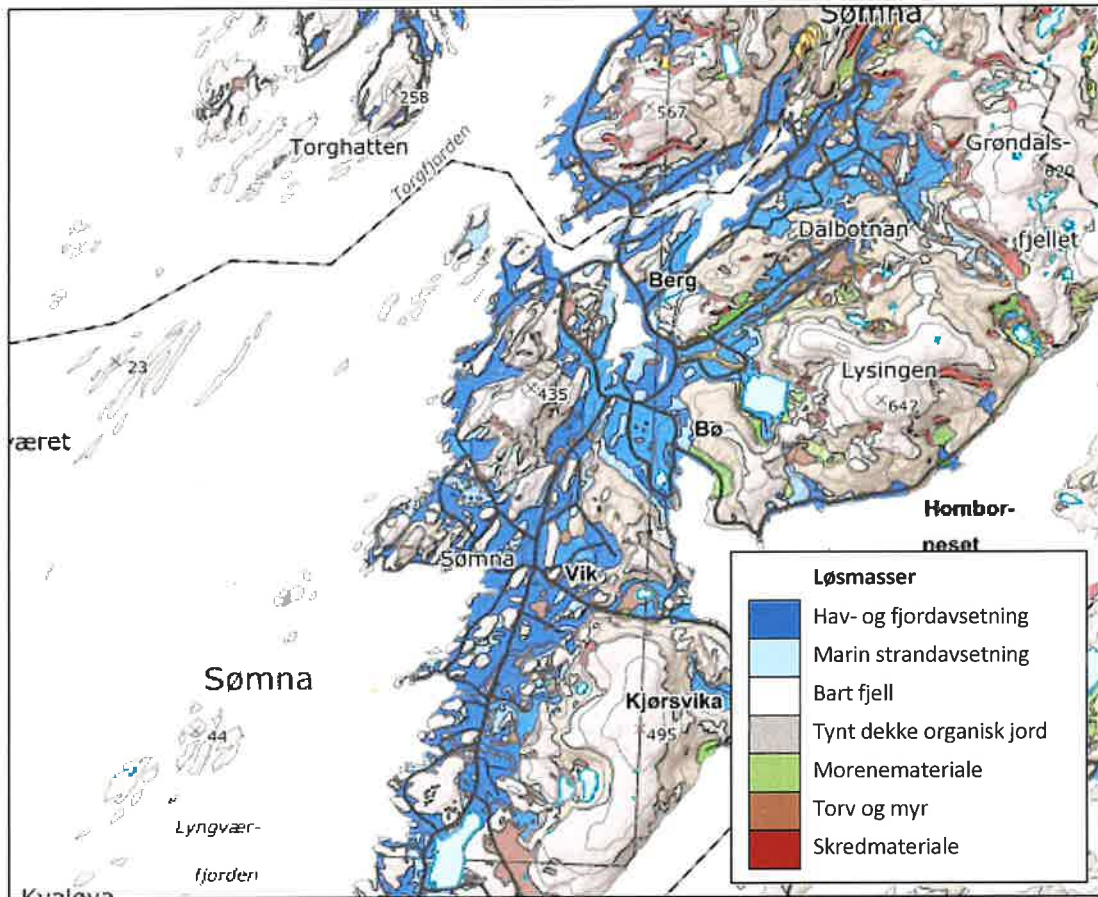 Sømna
258
567
Torghatten
Torgfjorden
Grøndals-
620
Dalbotnan
fjellet
Berg
23
Lysingen
435
647
været
Bø
Hombor-
neset
Sømna
Vik
Løsmasser
Hav- og fjordavsetning
Marin strandavsetning
Bart fjell
Tynt dekke organisk jord
Morenemateriale
Torv og myr
Skredmateriale
Sømna
Kjørsvika
495
44
Lyngvær-
fjorden
Kvaløya